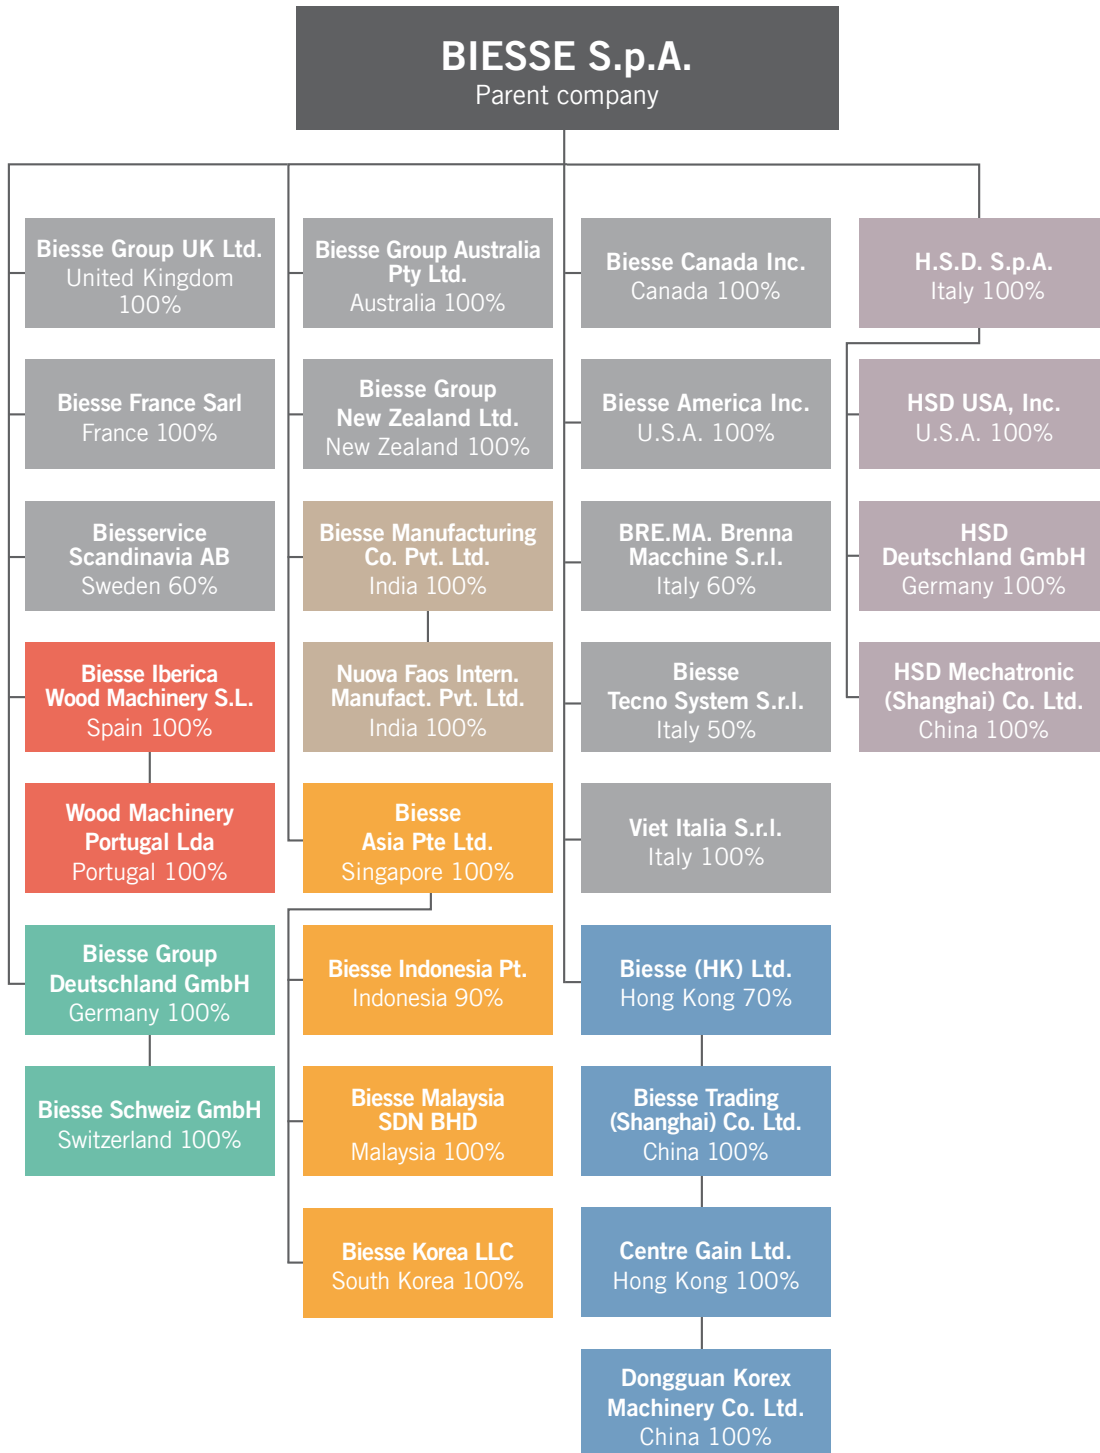 BIESSE S.p.A.
Parent company
Biesse Group UK Ltd.
United Kingdom
100%
Biesse France Sarl
France 100%
Biesservice
Scandinavia AB
Sweden 60%
Biesse Iberica
Wood Machinery S.L.
Spain 100%
Wood Machinery
Portugal Lda
Portugal 100%
Biesse Group
Deutschland GmbH
Germany 100%
Biesse Schweiz GmbH
Switzerland 100%
Biesse Group Australia
Pty Ltd.
Australia 100%
Biesse Group
New Zealand Ltd.
New Zealand 100%
Biesse Manufacturing
Co. Pvt. Ltd.
India 100%
Nuova Faos Intern.
Manufact. Pvt. Ltd.
India 100%
Biesse
Asia Pte Ltd.
Singapore 100%
Biesse Indonesia Pt.
Indonesia 90%
Biesse Malaysia
SDN BHD
Malaysia 100%
Biesse Korea LLC
South Korea 100%
Biesse Canada Inc.
Canada 100%
Biesse America Inc.
U.S.A. 100%
BRE.MA. Brenna
Macchine S.r.l.
Italy 60%
Biesse
Tecno System S.r.l.
Italy 50%
Viet Italia S.r.l.
Italy 100%
Biesse (HK) Ltd.
Hong Kong 70%
Biesse Trading
(Shanghai) Co. Ltd.
China 100%
Centre Gain Ltd.
Hong Kong 100%
Dongguan Korex
Machinery Co. Ltd.
China 100%
H.S.D. S.p.A.
Italy 100%
HSD USA, Inc.
U.S.A. 100%
HSD
Deutschland GmbH
Germany 100%
HSD Mechatronic
(Shanghai) Co. Ltd.
China 100%